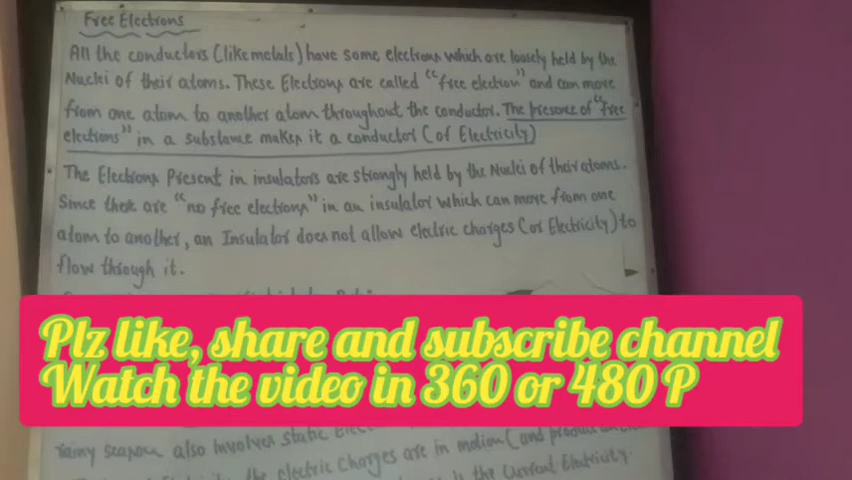 Free Electrons
All the conductors (like metals) have some electrons which are loosely held by the
Nuclei of their atoms. These Electrons are called "free electron" and can move
from one atom to another atom throughout the conductor. The presence of "free
electrons" in a substance makes it a conductor (of Electricity)
The Electrons Present in insulators are strongly held by the Nuclei of their atoms.
Since there are "no free electrons" in an insulator which can move from one
atom to another, an Insulator does not allow electric charges (or Electricity) to
flow through it.
Plz like, share and subscribe channel
Watch the video in 360 or 480 P
rainy season also involves static
the electric charges are in motion (and
is the current Electricity.